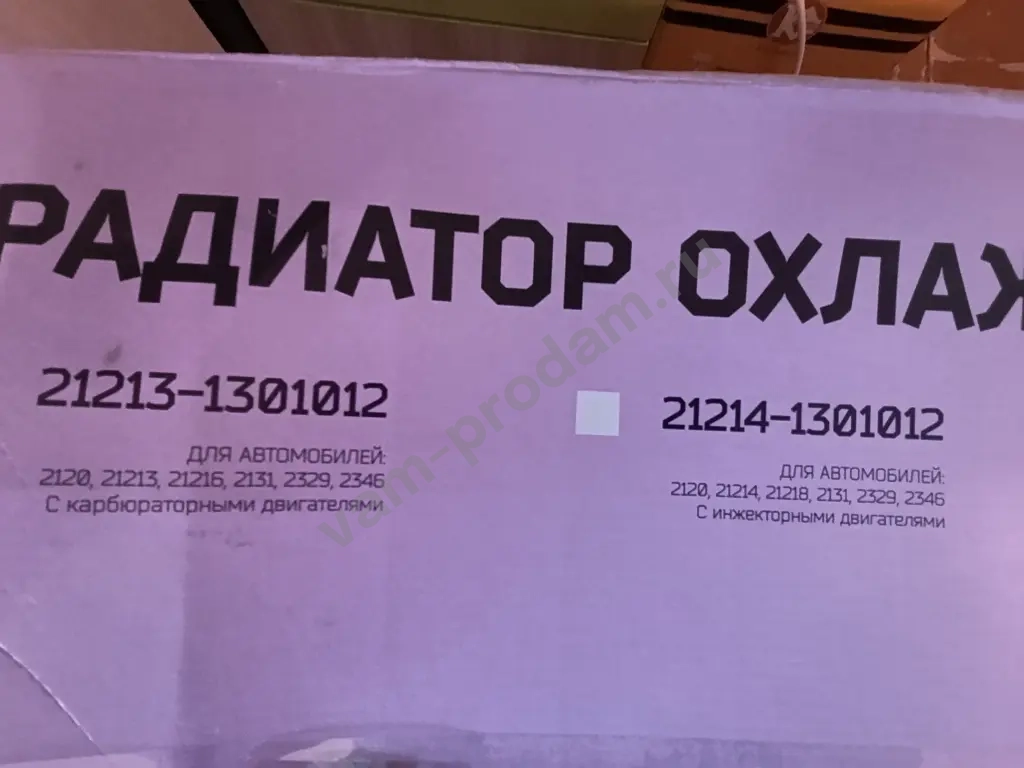 РАДИАТОР ОХЛАЖ
21213-1301012
ДЛЯ АВТОМОБИЛЕЙ:
2120, 21213, 21216, 2131, 2329, 2346
С карбюраторными двигателями
21214-1301012
ДЛЯ АВТОМОБИЛЕЙ:
2120, 21214, 21218, 2131, 2329, 2346
С инжекторными двигателями
vam-prodam.ru